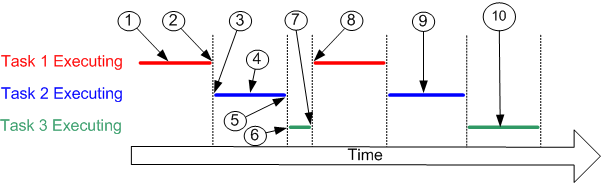 1 2 3 4 7 8 9 10
Task 1 Executing
Task 2 Executing
5
Task 3 Executing
6
Time